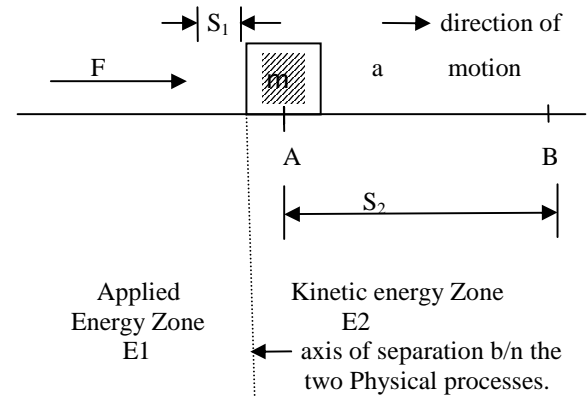 S₁
direction of
F
m
a
motion
A
B
S₂
Applied
Energy Zone
E1
Kinetic energy Zone
E2
axis of separation b/n the
two Physical processes.